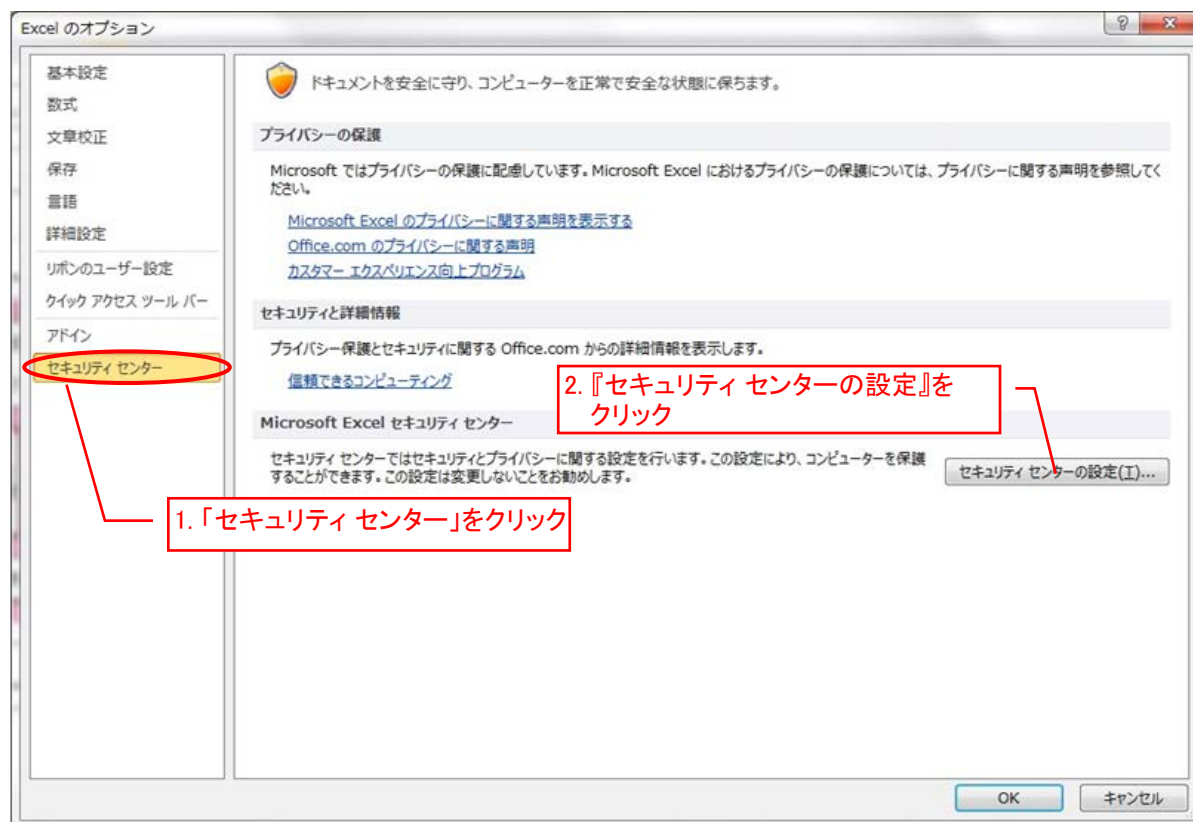 Excel のオプション
基本設定
数式
文章校正
保存
言語
詳細設定
リボンのユーザー設定
クイック アクセス ツール バー
アドイン
セキュリティ センター
ドキュメントを安全に守り、コンピューターを正常で安全な状態に保ちます。
プライバシーの保護
Microsoft ではプライバシーの保護に配慮しています。Microsoft Excel におけるプライバシーの保護については、プライバシーに関する声明を参照してく
ださい。
Microsoft Excel のプライバシーに関する声明を表示する
Office.com のプライバシーに関する声明
カスタマー エクスペリエンス向上プログラム
セキュリティと詳細情報
プライバシー保護とセキュリティに関する Office.com からの詳細情報を表示します。
信頼できるコンピューティング
2.『セキュリティ センターの設定』を
クリック
Microsoft Excel セキュリティ センター
セキュリティ センターではセキュリティとプライバシーに関する設定を行います。この設定により、コンピューターを保護
することができます。この設定は変更しないことをお勧めします。
セキュリティ センターの設定(T)...
1.「セキュリティ センター」をクリック
OK
キャンセル